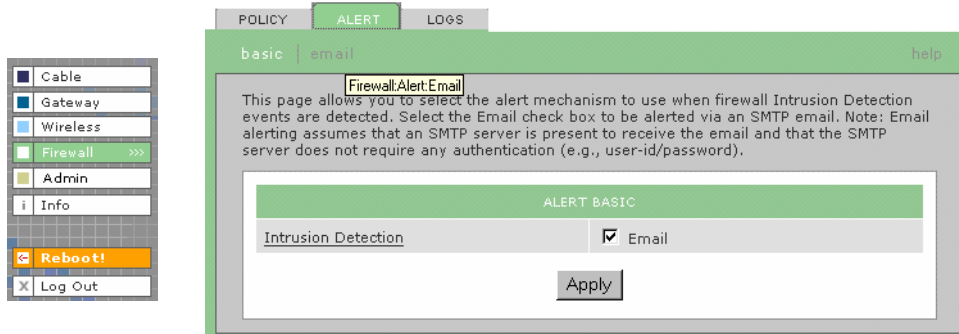 POLICY ALERT LOGS
basic | email help
Firewall:Alert:Email
Cable
Gateway
Wireless
Firewall >>>
Admin
i Info
Reboot!
X Log Out
This page allows you to select the alert mechanism to use when firewall Intrusion Detection
events are detected. Select the Email check box to be alerted via an SMTP email. Note: Email
alerting assumes that an SMTP server is present to receive the email and that the SMTP
server does not require any authentication (e.g., user-id/password).
ALERT BASIC
Intrusion Detection Email
Apply